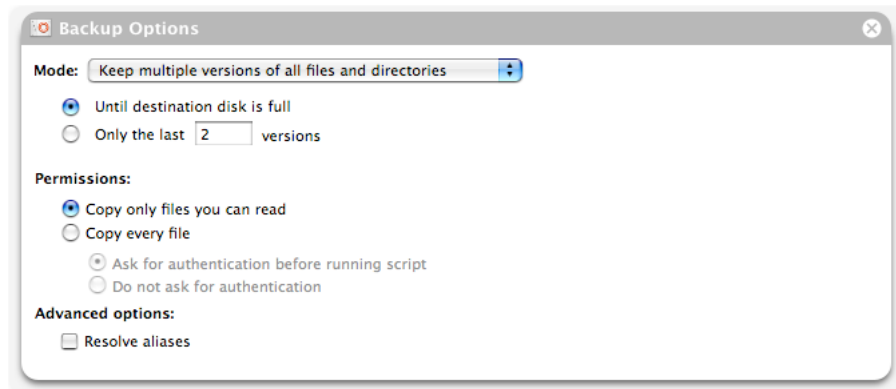 Backup Options
Mode: Keep multiple versions of all files and directories
Until destination disk is full
Only the last 2 versions
Permissions:
Copy only files you can read
Copy every file
Ask for authentication before running script
Do not ask for authentication
Advanced options:
Resolve aliases